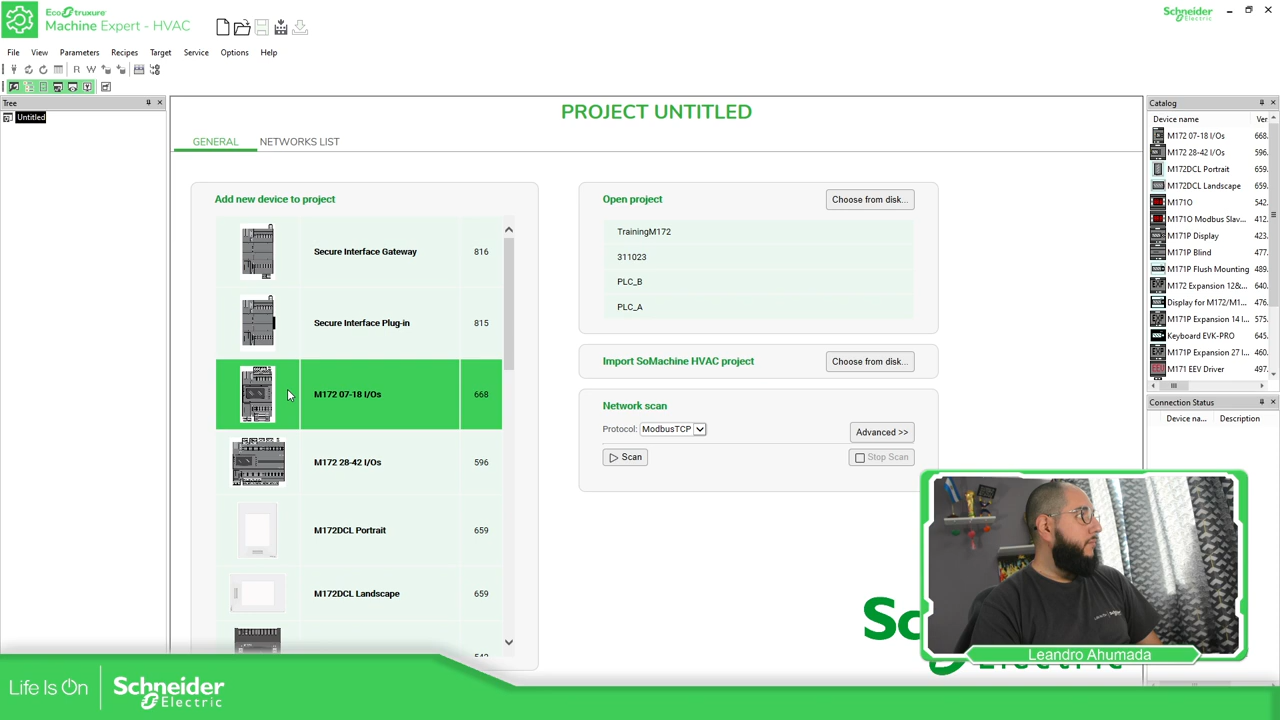 EcoStruxure
Machine Expert - HVAC
Schneider
Electric
File View Parameters Recipes Target Service Options Help
R W
Tree
Untitled
PROJECT UNTITLED
GENERAL NETWORKS LIST
Add new device to project
Secure Interface Gateway 816
Secure Interface Plug-in 815
M172 07-18 I/Os 668
M172 28-42 I/Os 596
M172DCL Portrait 659
M172DCL Landscape 659
Open project
Choose from disk...
TrainingM172
311023
PLC_B
PLC_A
Import SoMachine HVAC project
Choose from disk...
Network scan
Protocol: ModbusTCP
Advanced >>
Scan
Stop Scan
Catalog
Device name Ver
M172 07-18 I/Os 668.
M172 28-42 I/Os 596.
M172DCL Portrait 659.
M172DCL Landscape 659.
M171O 542.
M171O Modbus Slav... 412.
M171P Display 423.
M171P Blind 477.
M171P Flush Mounting 489.
M172 Expansion 12&... 640.
Display for M172/M1... 476.
M171P Expansion 14 I... 575.
Keyboard EVK-PRO 336.
M171P Expansion 27 I... 460.
M171 EEV Driver 497.
Connection Status
Device na... Description
Leandro Ahumada
Life Is On
Schneider
Electric